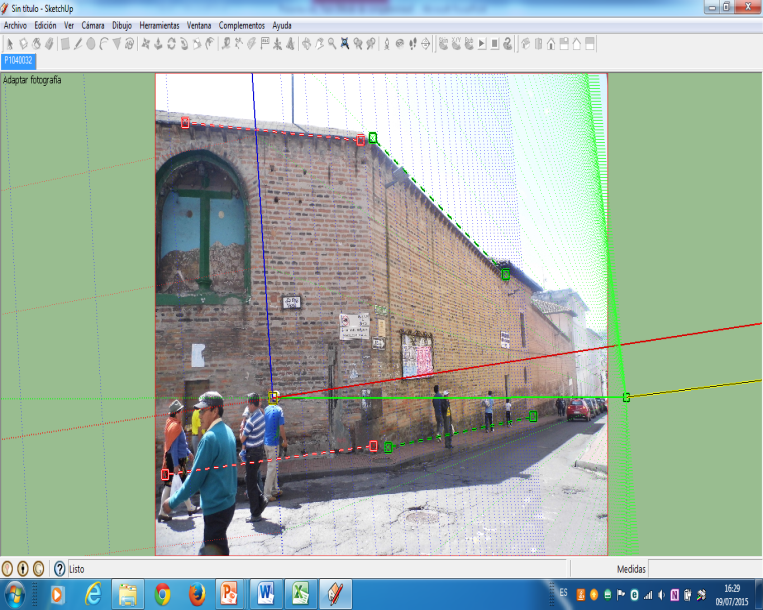 Sin título - SketchUp
Archivo Edición Ver Cámara Dibujo Herramientas Ventana Complementos Ayuda
P1040032
Adaptar fotografía
Listo
Medidas
ES
16:29
09/07/2015